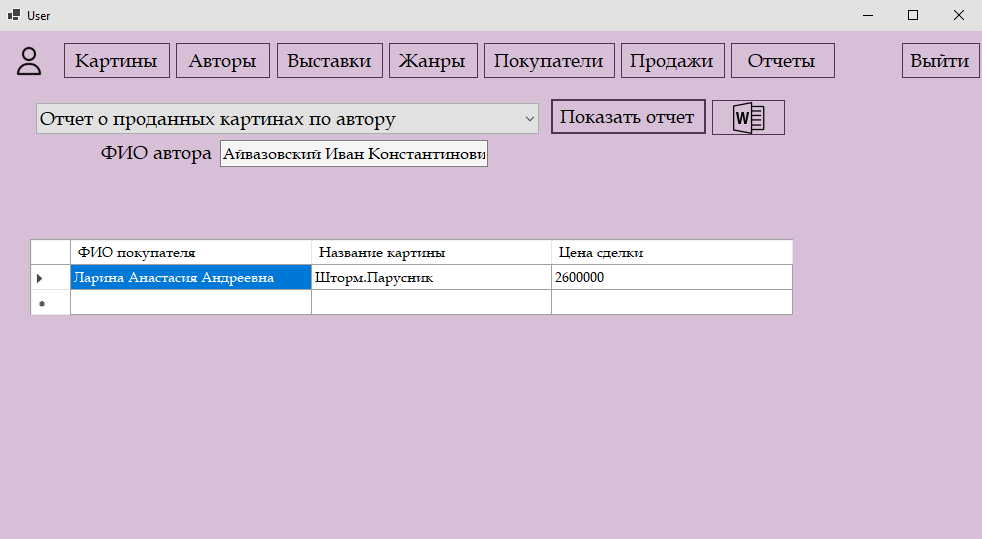 User
Картины Авторы Выставки Жанры Покупатели Продажи Отчеты Выйти
Отчет о проданных картинах по автору Показать отчет W
ФИО автора Айвазовский Иван Константинови
ФИО покупателя Название картины Цена сделки
Ларина Анастасия Андреевна Шторм.Парусник 2600000